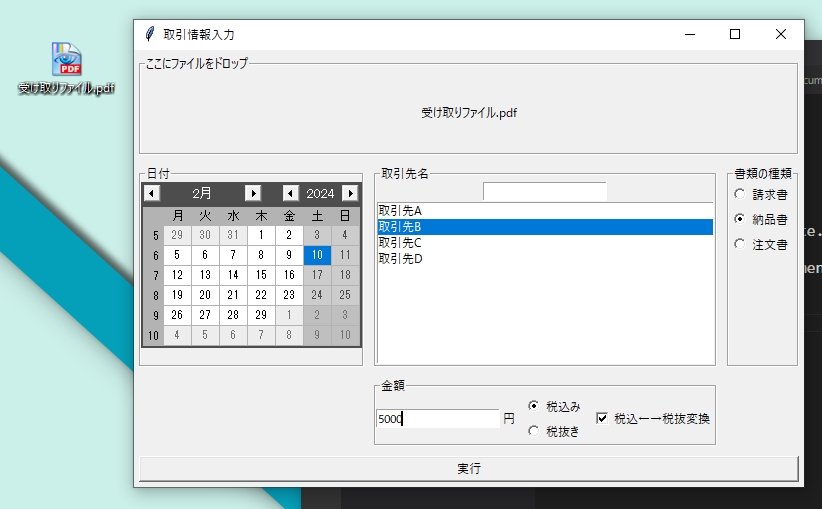 取引情報入力
PDF
受け取りファイル.pdf
ここにファイルをドロップ
受け取りファイル.pdf
日付
2月 2024
月 火 水 木 金 土 日
5 29 30 31 1 2 3 4
6 5 6 7 8 9 10 11
7 12 13 14 15 16 17 18
8 19 20 21 22 23 24 25
9 26 27 28 29 1 2 3
10 4 5 6 7 8 9 10
取引先名
取引先A
取引先B
取引先C
取引先D
書類の種類
請求書
納品書
注文書
金額
5000 円
税込み
税抜き
税込←→税抜変換
実行